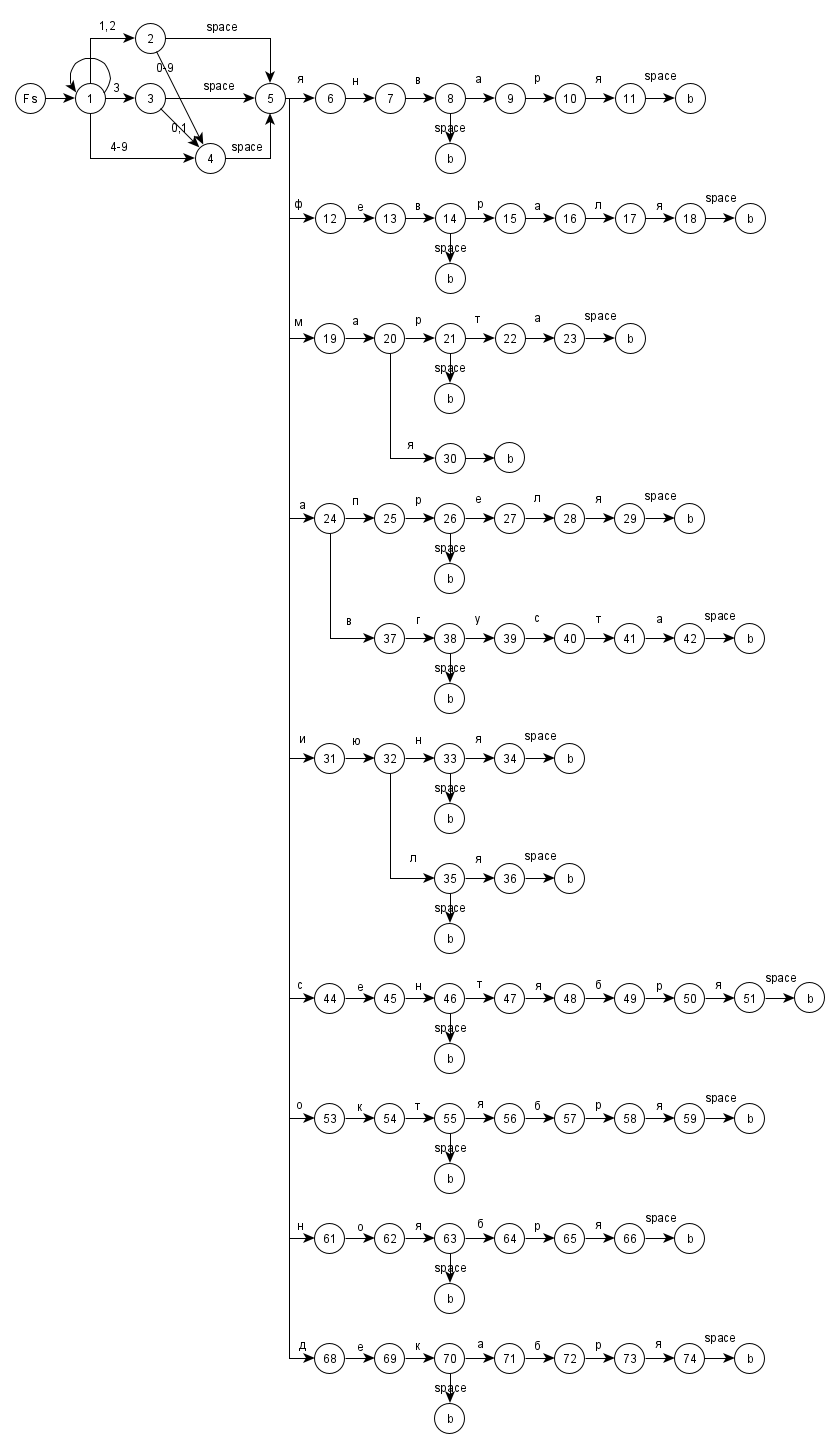 1,2 2 space
0-9
Fs 1 3 3 space 5 я 6 н 7 в 8 а 9 р 10 я 11 space b
0,1 space
4-9 4 space b
ф 12 е 13 в 14 р 15 а 16 л 17 я 18 space b
space
b
м 19 а 20 р 21 т 22 а 23 space b
space
b
я 30 b
а 24 п 25 р 26 е 27 л 28 я 29 space b
space
b
в 37 г 38 у 39 с 40 т 41 а 42 space b
space
b
и 31 ю 32 н 33 я 34 space b
space
b
л 35 я 36 space b
space
b
с 44 е 45 н 46 т 47 я 48 б 49 р 50 я 51 space b
space
b
о 53 к 54 т 55 я 56 б 57 р 58 я 59 space b
space
b
н 61 о 62 я 63 б 64 р 65 я 66 space b
space
b
д 68 е 69 к 70 а 71 б 72 р 73 я 74 space b
space
b